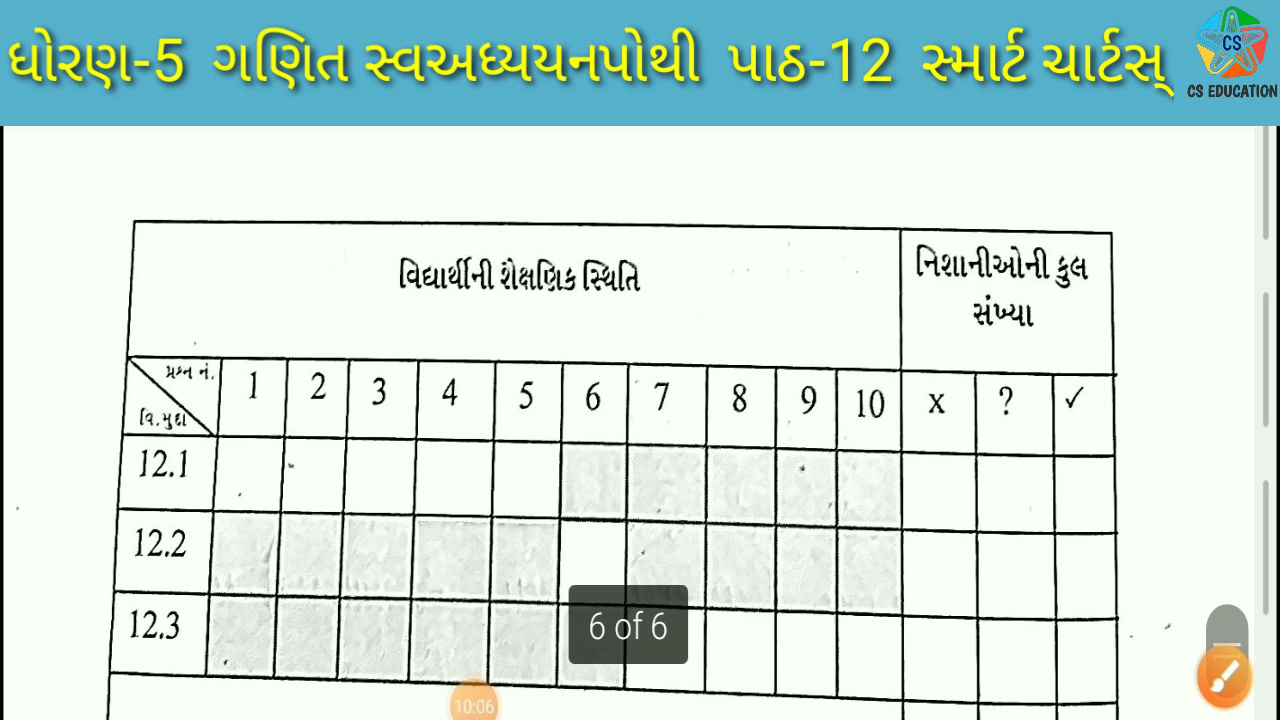 ધોરણ-5 ગણિત સ્વઅધ્યયનપોથી પાઠ-12 સ્માર્ટ ચાર્ટસ્
CS
CS EDUCATION
વિદ્યાર્થીની શૈક્ષણિક સ્થિતિ
નિશાનીઓની કુલ
સંખ્યા
પ્રશ્ન નં.
વિ.મુદ્દા
1 2 3 4 5 6 7 8 9 10 x ? ✓
12.1
12.2
12.3
6 of 6
10:06